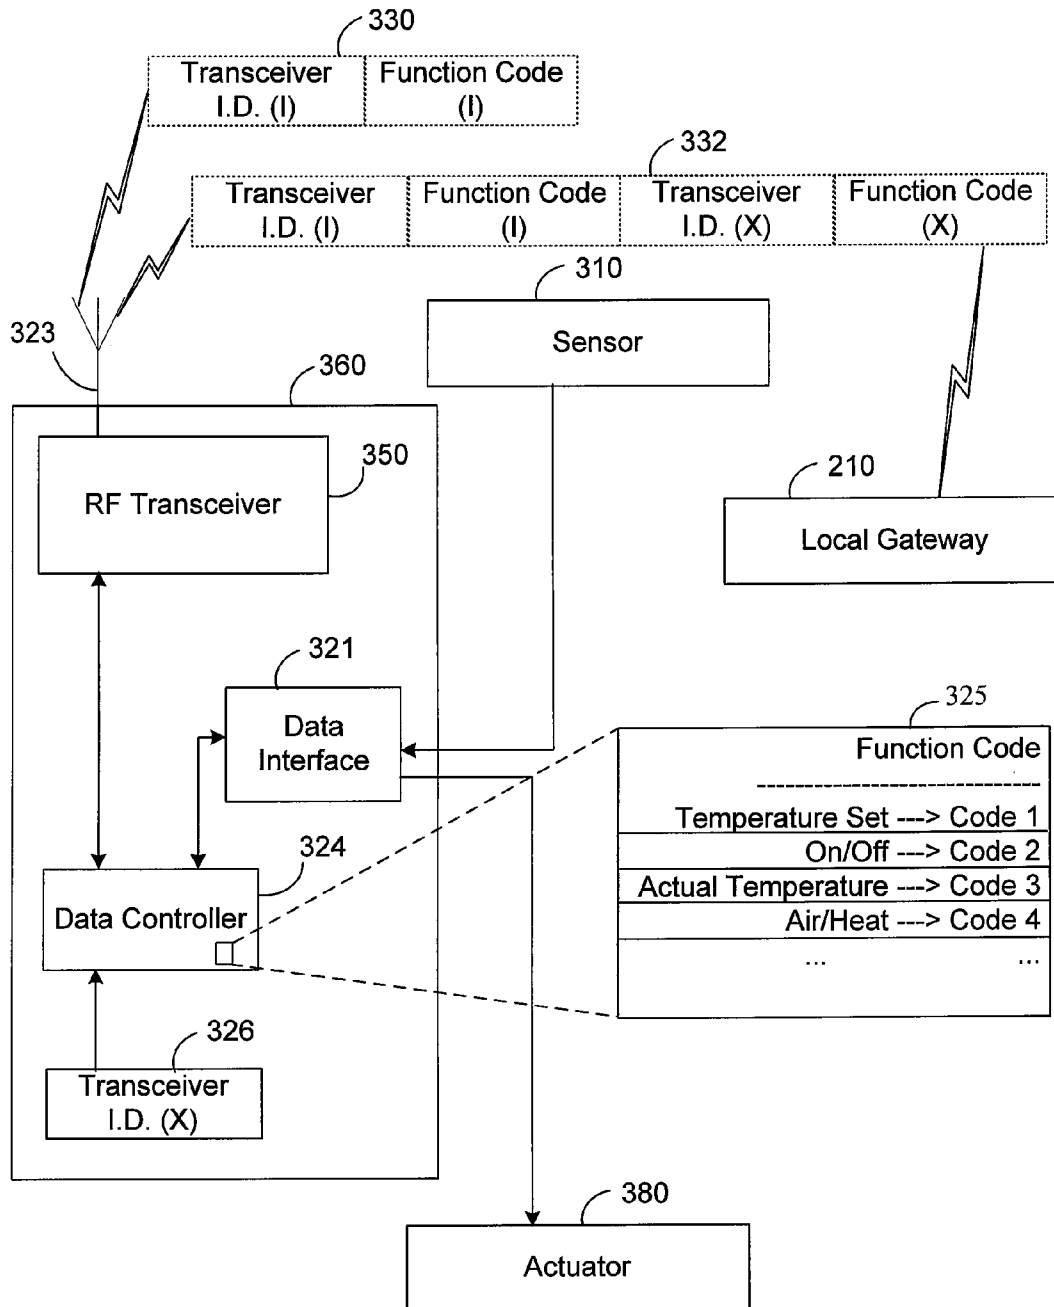 330
Transceiver I.D. (I)
Function Code (I)
332
Transceiver I.D. (I)
Function Code (I)
Transceiver I.D. (X)
Function Code (X)
310
Sensor
323
360
350
RF Transceiver
210
Local Gateway
321
Data Interface
325
Function Code
------------------------------
Temperature Set ---> Code 1
On/Off ---> Code 2
Actual Temperature ---> Code 3
Air/Heat ---> Code 4
... ...
324
Data Controller
326
Transceiver I.D. (X)
380
Actuator